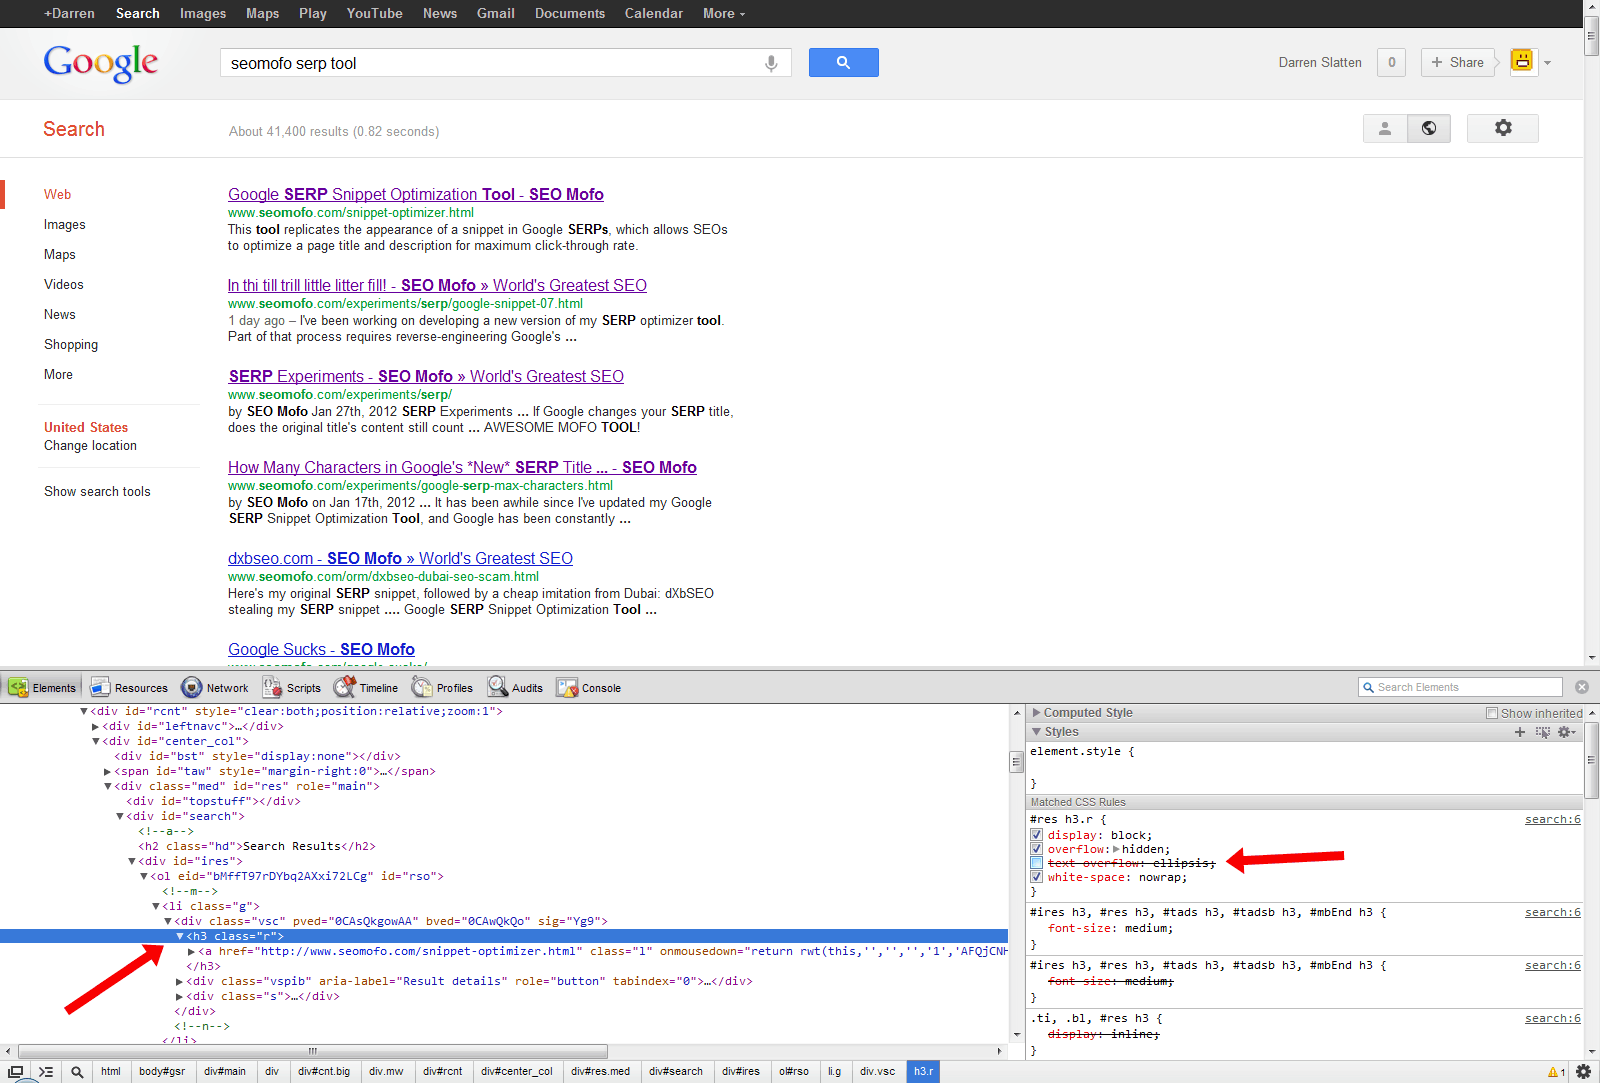 +Darren Search Images Maps Play YouTube News Gmail Documents Calendar More
Google
seomofo serp tool
Darren Slatten 0 + Share
Search
About 41,400 results (0.82 seconds)
Web
Images
Maps
Videos
News
Shopping
More
United States
Change location
Show search tools
Google SERP Snippet Optimization Tool - SEO Mofo
www.seomofo.com/snippet-optimizer.html
This tool replicates the appearance of a snippet in Google SERPs, which allows SEOs
to optimize a page title and description for maximum click-through rate.
In thi till trill little litter fill! - SEO Mofo » World's Greatest SEO
www.seomofo.com/experiments/serp/google-snippet-07.html
1 day ago – I've been working on developing a new version of my SERP optimizer tool.
Part of that process requires reverse-engineering Google's ...
SERP Experiments - SEO Mofo » World's Greatest SEO
www.seomofo.com/experiments/serp/
by SEO Mofo Jan 27th, 2012 SERP Experiments ... If Google changes your SERP title,
does the original title's content still count ... AWESOME MOFO TOOL!
How Many Characters in Google's *New* SERP Title ... - SEO Mofo
www.seomofo.com/experiments/google-serp-max-characters.html
by SEO Mofo on Jan 17th, 2012 ... It has been awhile since I've updated my Google
SERP Snippet Optimization Tool, and Google has been constantly ...
dxbseo.com - SEO Mofo » World's Greatest SEO
www.seomofo.com/orm/dxbseo-dubai-seo-scam.html
Here's my original SERP snippet, followed by a cheap imitation from Dubai: dXbSEO
stealing my SERP snippet .... Google SERP Snippet Optimization Tool ...
Google Sucks - SEO Mofo
www.seomofo.com/google-sucks/
Elements Resources Network Scripts Timeline Profiles Audits Console
Search Elements
<div id="rcnt" style="clear:both;position:relative;zoom:1">
<div id="leftnavc">…</div>
<div id="center_col">
<div id="bst" style="display:none"></div>
<span id="taw" style="margin-right:0">…</span>
<div class="med" id="res" role="main">
<div id="topstuff"></div>
<div id="search">
<!--a-->
<h2 class="hd">Search Results</h2>
<div id="ires">
<ol eid="bMffT97rDYbq2AXxi72LCg" id="rso">
<!--m-->
<li class="g">
<div class="vsc" pved="0CAsQkgowAA" bved="0CAwQkQo" sig="Yg9">
<h3 class="r">
<a href="http://www.seomofo.com/snippet-optimizer.html" class="l" onmousedown="return rwt(this,'','','','1','AFQjCNH
</h3>
<div class="vspib" aria-label="Result details" role="button" tabindex="0">…</div>
<div class="s">…</div>
</div>
<!--n-->
</li>
Computed Style Show inherited
Styles
element.style {
}
Matched CSS Rules
#res h3.r { search:6
display: block;
overflow: hidden;
text-overflow: ellipsis;
white-space: nowrap;
}
#ires h3, #res h3, #tads h3, #tadsb h3, #mbEnd h3 { search:6
font-size: medium;
}
#ires h3, #res h3, #tads h3, #tadsb h3, #mbEnd h3 { search:6
font-size: medium;
}
.ti, .bl, #res h3 { search:6
display: inline;
}
html body#gsr div#main div div#cnt.big div.mw div#rcnt div#center_col div#res.med div#search div#ires ol#rso li.g div.vsc h3.r 1